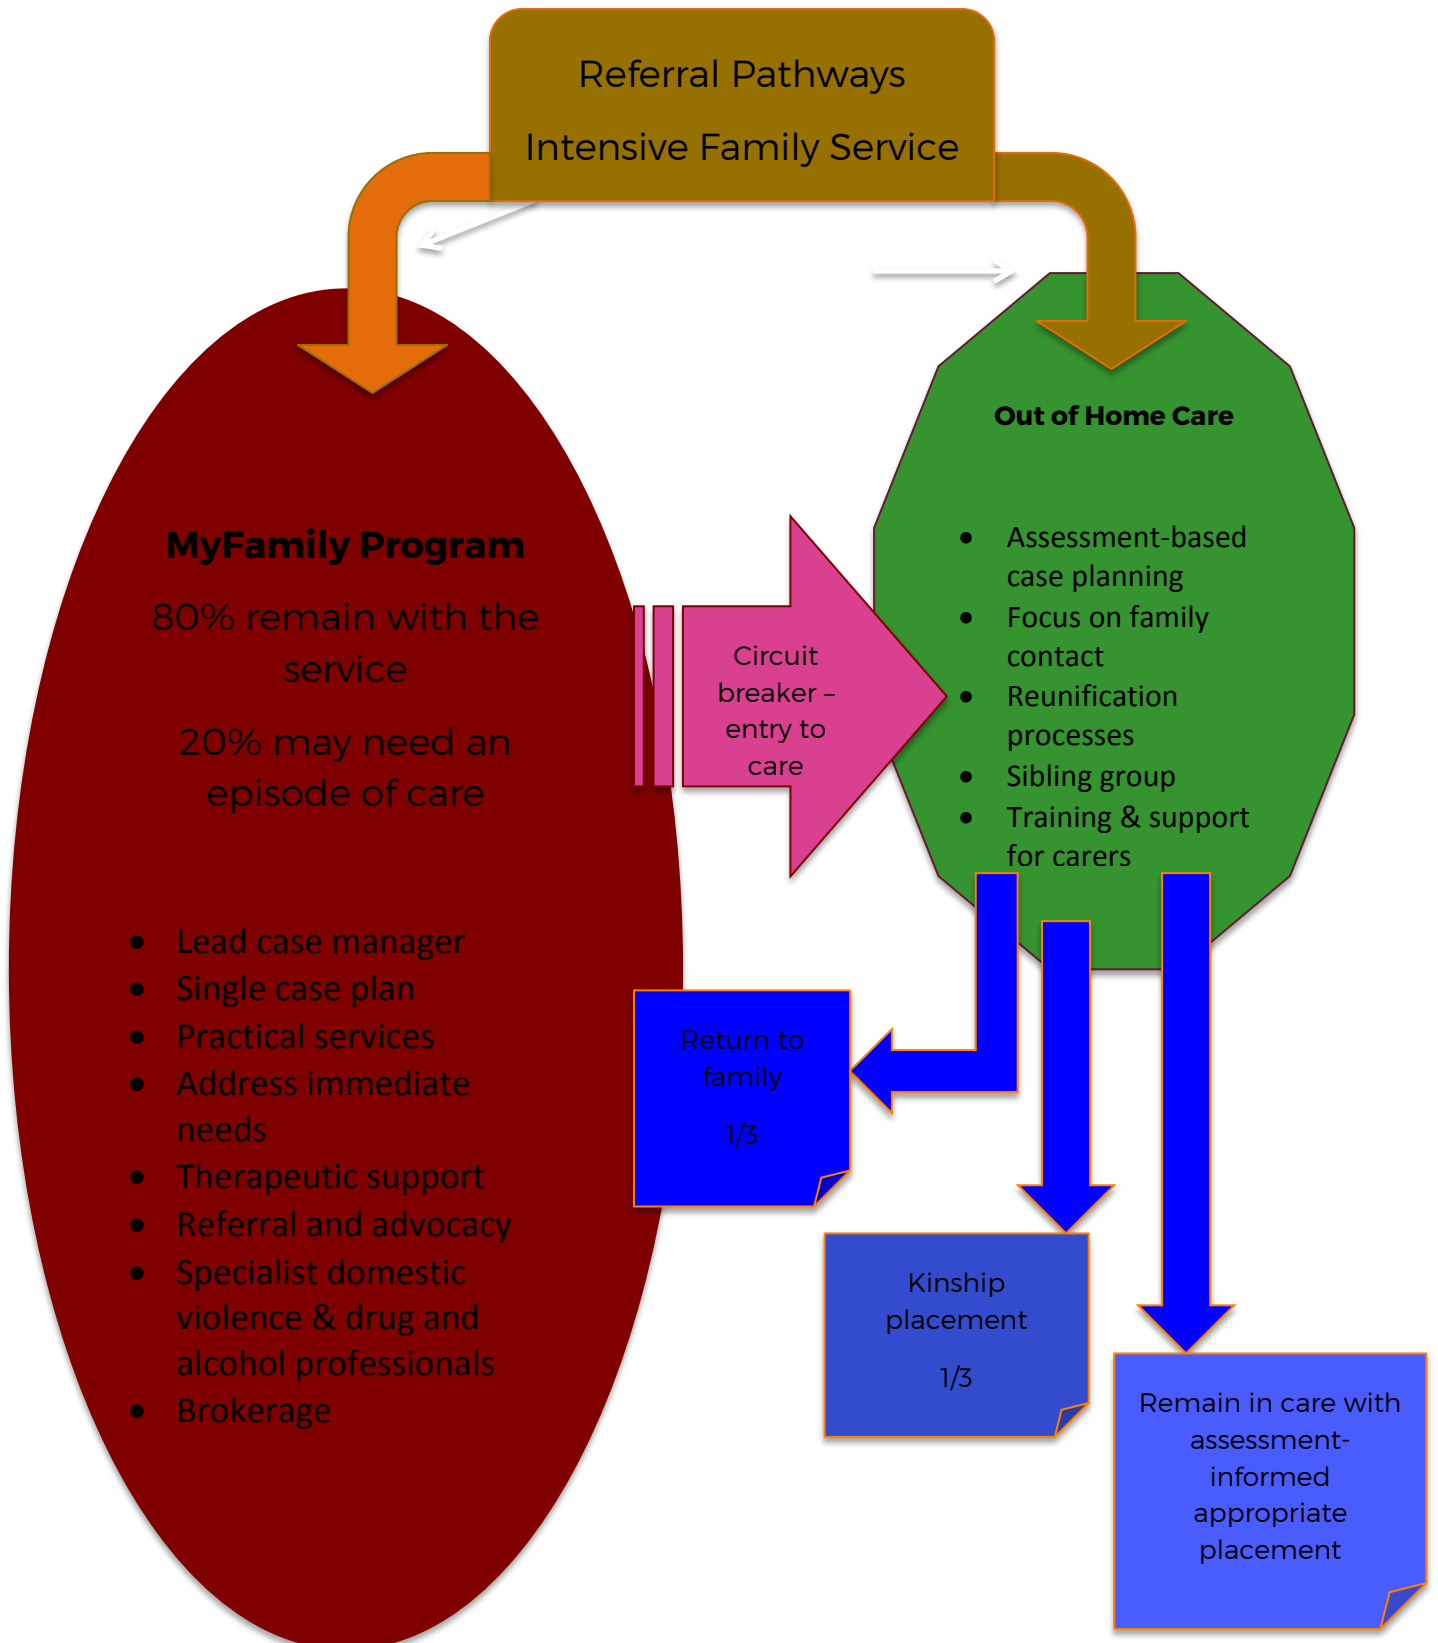 Referral Pathways
Intensive Family Service
MyFamily Program
80% remain with the
service
20% may need an
episode of care
• Lead case manager
• Single case plan
• Practical services
• Address immediate
needs
• Therapeutic support
• Referral and advocacy
• Specialist domestic
violence & drug and
alcohol professionals
• Brokerage
Circuit
breaker –
entry to
care
Out of Home Care
• Assessment-based
case planning
• Focus on family
contact
• Reunification
processes
• Sibling group
• Training & support
for carers
Return to
family
1/3
Kinship
placement
1/3
Remain in care with
assessment-
informed
appropriate
placement